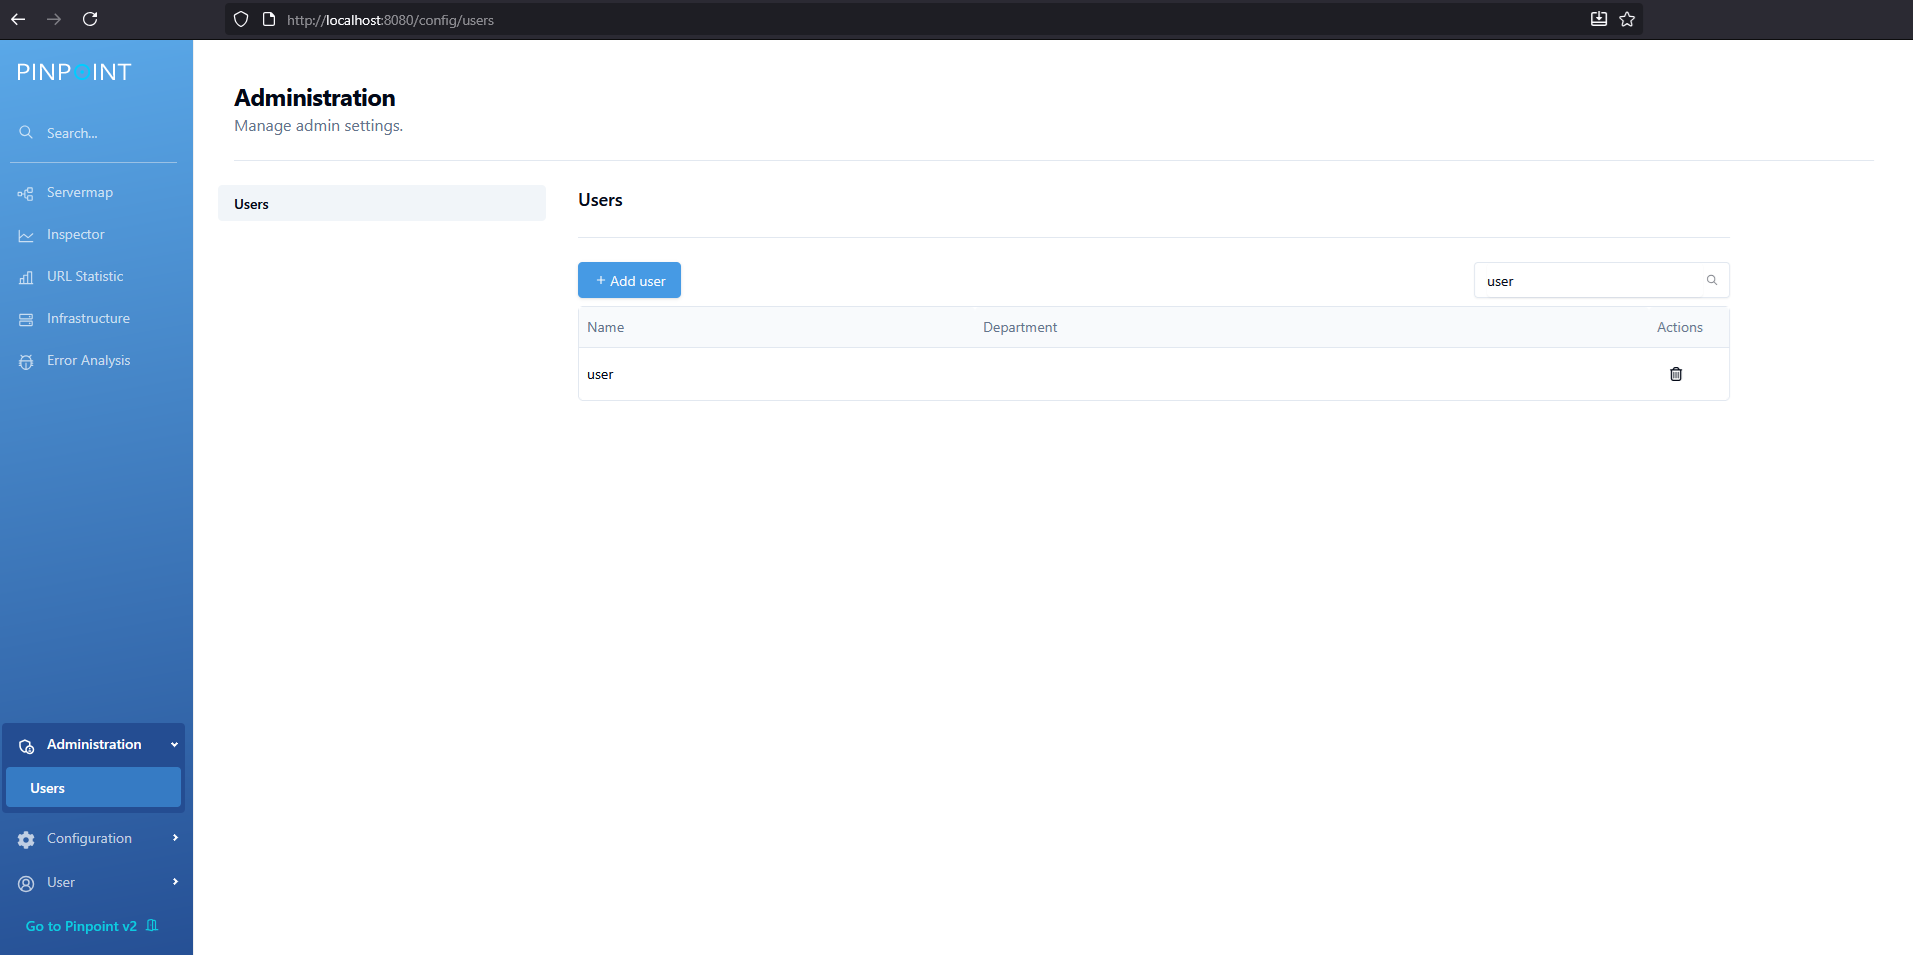 http://localhost:8080/config/users
PINPOINT
Search...
Servermap
Inspector
URL Statistic
Infrastructure
Error Analysis
Administration
Users
Configuration
User
Go to Pinpoint v2
Administration
Manage admin settings.
Users
Users
+ Add user
user
Name Department Actions
user